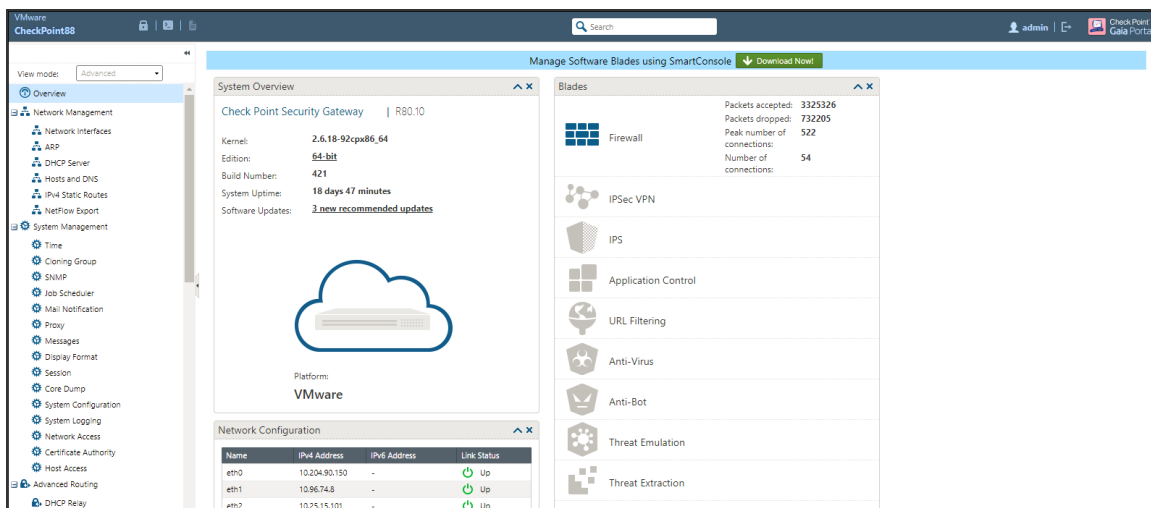 VMware
CheckPoint88
Search
admin
Check Point
Gaia Portal
View mode: Advanced
Overview
Network Management
Network Interfaces
ARP
DHCP Server
Hosts and DNS
IPv4 Static Routes
NetFlow Export
System Management
Time
Cloning Group
SNMP
Job Scheduler
Mail Notification
Proxy
Messages
Display Format
Session
Core Dump
System Configuration
System Logging
Network Access
Certificate Authority
Host Access
Advanced Routing
DHCP Relay
Manage Software Blades using SmartConsole Download Now!
System Overview
Check Point Security Gateway | R80.10
Kernel: 2.6.18-92cpx86_64
Edition: 64-bit
Build Number: 421
System Uptime: 18 days 47 minutes
Software Updates: 3 new recommended updates
Platform:
VMware
Network Configuration
Name IPv4 Address IPv6 Address Link Status
eth0 10.204.90.150 - Up
eth1 10.96.74.8 - Up
eth2 10.25.15.101 - Up
Blades
Firewall
Packets accepted: 3325326
Packets dropped: 732205
Peak number of connections: 522
Number of connections: 54
IPSec VPN
IPS
Application Control
URL Filtering
Anti-Virus
Anti-Bot
Threat Emulation
Threat Extraction